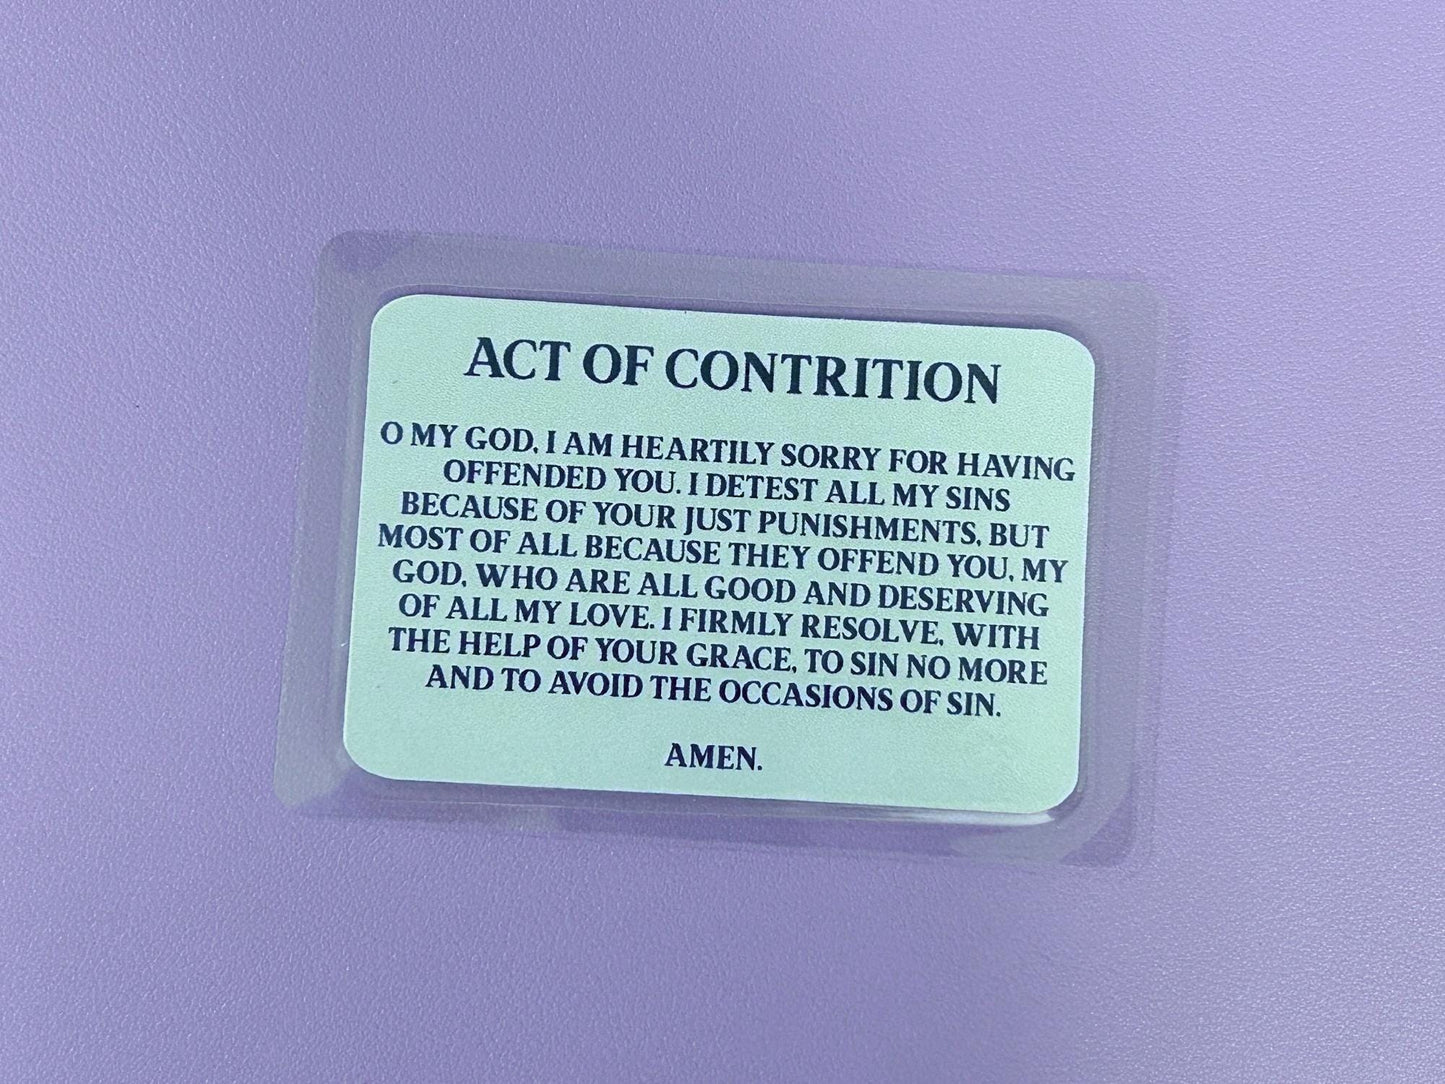 ACT OF CONTRITION
O MY GOD, I AM HEARTILY SORRY FOR HAVING
OFFENDED YOU. I DETEST ALL MY SINS
BECAUSE OF YOUR JUST PUNISHMENTS, BUT
MOST OF ALL BECAUSE THEY OFFEND YOU, MY
GOD, WHO ARE ALL GOOD AND DESERVING
OF ALL MY LOVE. I FIRMLY RESOLVE, WITH
THE HELP OF YOUR GRACE, TO SIN NO MORE
AND TO AVOID THE OCCASIONS OF SIN.
AMEN.